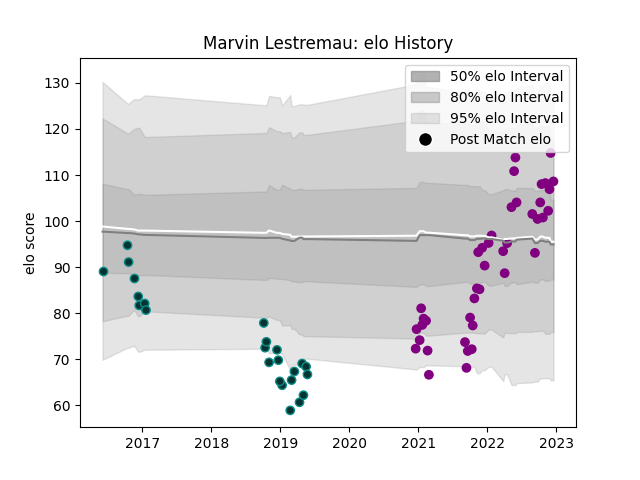 Marvin Lestremau: elo History
50% elo Interval
80% elo Interval
95% elo Interval
Post Match elo
elo score
130
120
110
100
90
80
70
60
2017 2018 2019 2020 2021 2022 2023